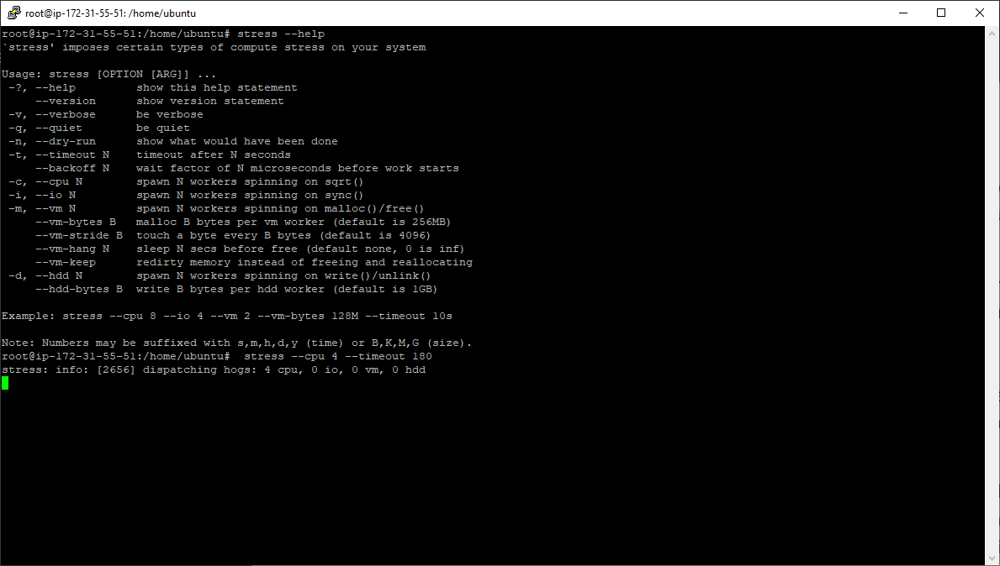 root@ip-172-31-55-51: /home/ubuntu
root@ip-172-31-55-51:/home/ubuntu# stress --help
`stress' imposes certain types of compute stress on your system
Usage: stress [OPTION [ARG]] ...
 -?, --help         show this help statement
     --version      show version statement
 -v, --verbose      be verbose
 -q, --quiet        be quiet
 -n, --dry-run      show what would have been done
 -t, --timeout N    timeout after N seconds
     --backoff N    wait factor of N microseconds before work starts
 -c, --cpu N        spawn N workers spinning on sqrt()
 -i, --io N         spawn N workers spinning on sync()
 -m, --vm N         spawn N workers spinning on malloc()/free()
     --vm-bytes B   malloc B bytes per vm worker (default is 256MB)
     --vm-stride B  touch a byte every B bytes (default is 4096)
     --vm-hang N    sleep N secs before free (default none, 0 is inf)
     --vm-keep      redirty memory instead of freeing and reallocating
 -d, --hdd N        spawn N workers spinning on write()/unlink()
     --hdd-bytes B  write B bytes per hdd worker (default is 1GB)
Example: stress --cpu 8 --io 4 --vm 2 --vm-bytes 128M --timeout 10s
Note: Numbers may be suffixed with s,m,h,d,y (time) or B,K,M,G (size).
root@ip-172-31-55-51:/home/ubuntu#  stress --cpu 4 --timeout 180
stress: info: [2656] dispatching hogs: 4 cpu, 0 io, 0 vm, 0 hdd